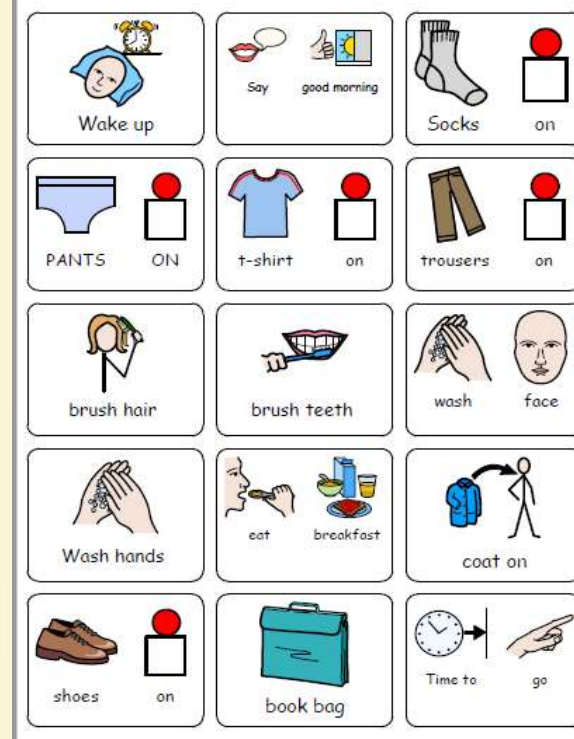 Wake up
Say good morning
Socks on
PANTS ON
t-shirt on
trousers on
brush hair
brush teeth
wash face
Wash hands
eat breakfast
coat on
shoes on
book bag
Time to go